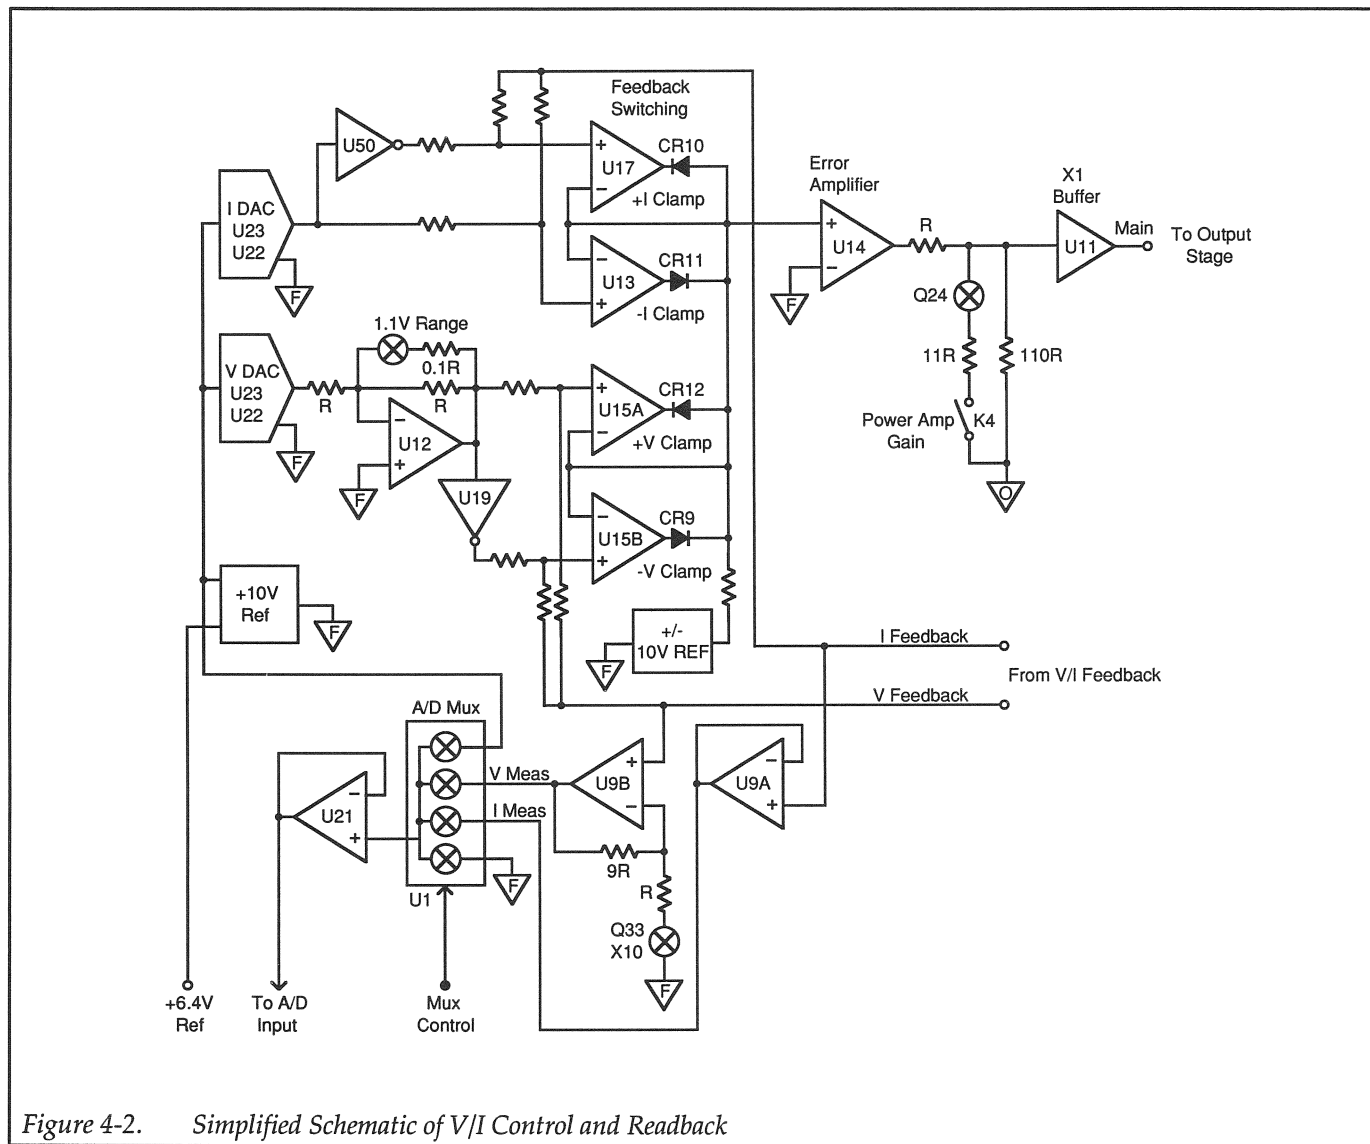 Feedback
Switching
U50
+
U17
−
CR10
+I Clamp
Error
Amplifier
X1
Buffer
I DAC
U23
U22
F
−
U13
+
CR11
-I Clamp
+
U14
−
F
R
U11
Main
To Output
Stage
Q24
11R
110R
Power Amp
Gain
K4
O
1.1V Range
0.1R
V DAC
U23
U22
F
R
R
−
U12
+
F
+
U15A
−
CR12
+V Clamp
U19
−
U15B
+
CR9
-V Clamp
+10V
Ref
F
+/-
10V REF
F
I Feedback
From V/I Feedback
V Feedback
A/D Mux
V Meas
I Meas
−
U21
+
U1
F
+
U9B
−
−
U9A
+
9R
R
Q33
X10
F
+6.4V
Ref
To A/D
Input
Mux
Control
Figure 4-2. Simplified Schematic of V/I Control and Readback